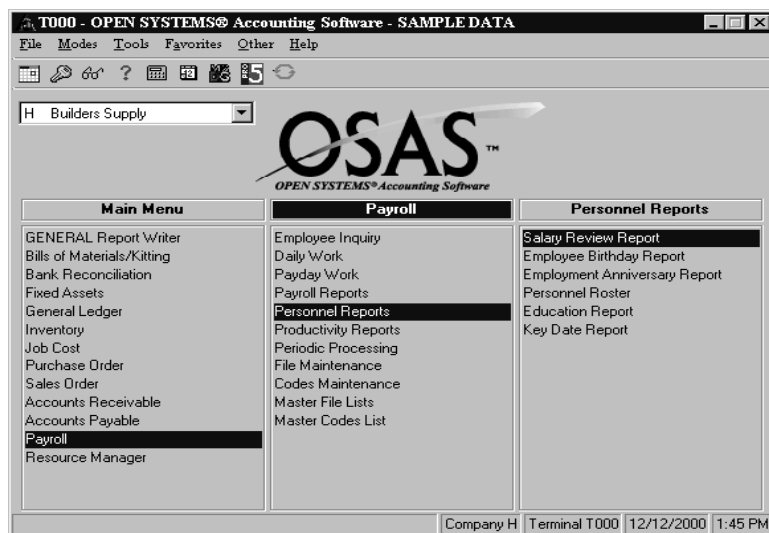 T000 - OPEN SYSTEMS® Accounting Software - SAMPLE DATA
File Modes Tools Favorites Other Help
H Builders Supply
OSAS™
OPEN SYSTEMS® Accounting Software
Main Menu
GENERAL Report Writer
Bills of Materials/Kitting
Bank Reconciliation
Fixed Assets
General Ledger
Inventory
Job Cost
Purchase Order
Sales Order
Accounts Receivable
Accounts Payable
Payroll
Resource Manager
Payroll
Employee Inquiry
Daily Work
Payday Work
Payroll Reports
Personnel Reports
Productivity Reports
Periodic Processing
File Maintenance
Codes Maintenance
Master File Lists
Master Codes List
Personnel Reports
Salary Review Report
Employee Birthday Report
Employment Anniversary Report
Personnel Roster
Education Report
Key Date Report
Company H Terminal T000 12/12/2000 1:45 PM